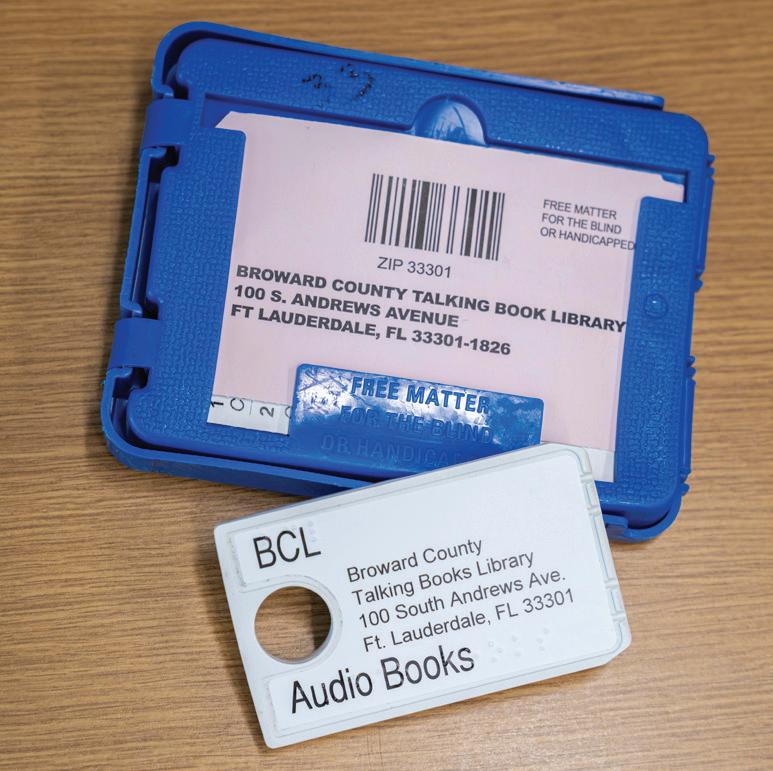 ZIP 33301
FREE MATTER
FOR THE BLIND
OR HANDICAPPED
BROWARD COUNTY TALKING BOOK LIBRARY
100 S. ANDREWS AVENUE
FT LAUDERDALE, FL 33301-1826
FREE MATTER
FOR THE BLIND
OR HANDICA
BCL
Broward County
Talking Books Library
100 South Andrews Ave.
Ft. Lauderdale, FL 33301
Audio Books